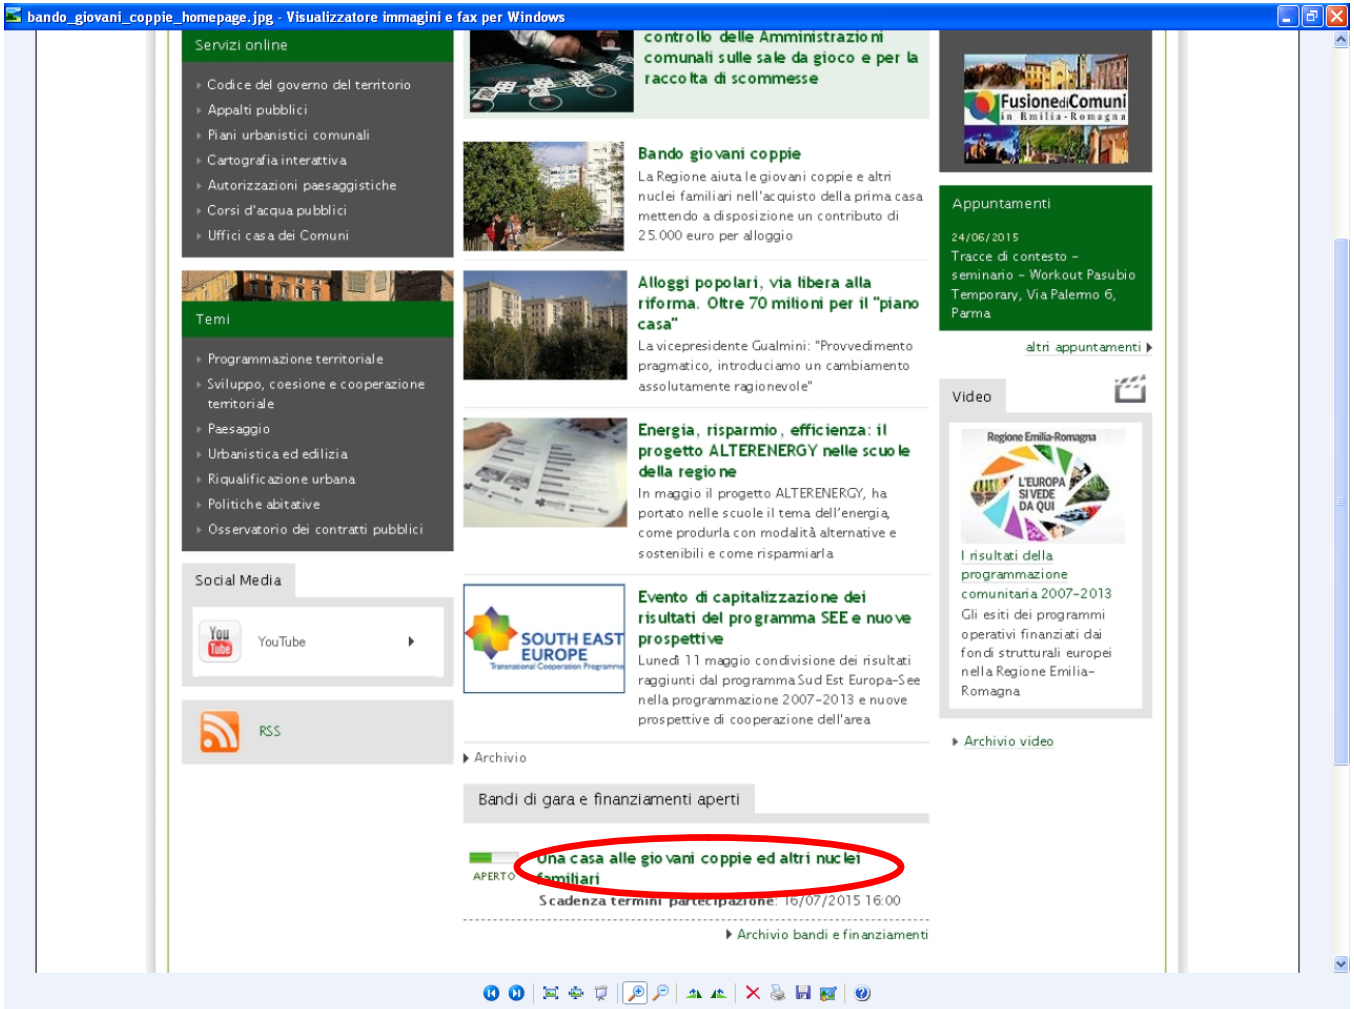 bando_giovani_coppie_homepage.jpg - Visualizzatore immagini e fax per Windows
Servizi online
Codice del governo del territorio
Appalti pubblici
Piani urbanistici comunali
Cartografia interattiva
Autorizzazioni paesaggistiche
Corsi d'acqua pubblici
Uffici casa dei Comuni
Temi
Programmazione territoriale
Sviluppo, coesione e cooperazione
territoriale
Paesaggio
Urbanistica ed edilizia
Riqualificazione urbana
Politiche abitative
Osservatorio dei contratti pubblici
Social Media
You
Tube
YouTube
RSS
controllo delle Amministrazioni
comunali sulle sale da gioco e per la
raccolta di scommesse
Bando giovani coppie
La Regione aiuta le giovani coppie e altri
nuclei familiari nell'acquisto della prima casa
mettendo a disposizione un contributo di
25.000 euro per alloggio
Alloggi popolari, via libera alla
riforma. Oltre 70 milioni per il "piano
casa"
La vicepresidente Gualmini: "Provvedimento
pragmatico, introduciamo un cambiamento
assolutamente ragionevole"
Energia, risparmio, efficienza: il
progetto ALTERENERGY nelle scuole
della regione
In maggio il progetto ALTERENERGY, ha
portato nelle scuole il tema dell'energia,
come produrla con modalità alternative e
sostenibili e come risparmiarla
SOUTH EAST
EUROPE
Transnational Cooperation Programme
Evento di capitalizzazione dei
risultati del programma SEE e nuove
prospettive
Lunedì 11 maggio condivisione dei risultati
raggiunti dal programma Sud Est Europa-See
nella programmazione 2007-2013 e nuove
prospettive di cooperazione dell'area
Archivio
Bandi di gara e finanziamenti aperti
APERTO
Una casa alle giovani coppie ed altri nuclei
familiari
Scadenza termini partecipazione: 16/07/2015 16:00
Archivio bandi e finanziamenti
FusionediComuni
in Emilia-Romagna
Appuntamenti
24/06/2015
Tracce di contesto -
seminario - Workout Pasubio
Temporary, Via Palermo 6,
Parma
altri appuntamenti
Video
Regione Emilia-Romagna
L'EUROPA
SI VEDE
DA QUI
I risultati della
programmazione
comunitaria 2007-2013
Gli esiti dei programmi
operativi finanziati dai
fondi strutturali europei
nella Regione Emilia-
Romagna
Archivio video